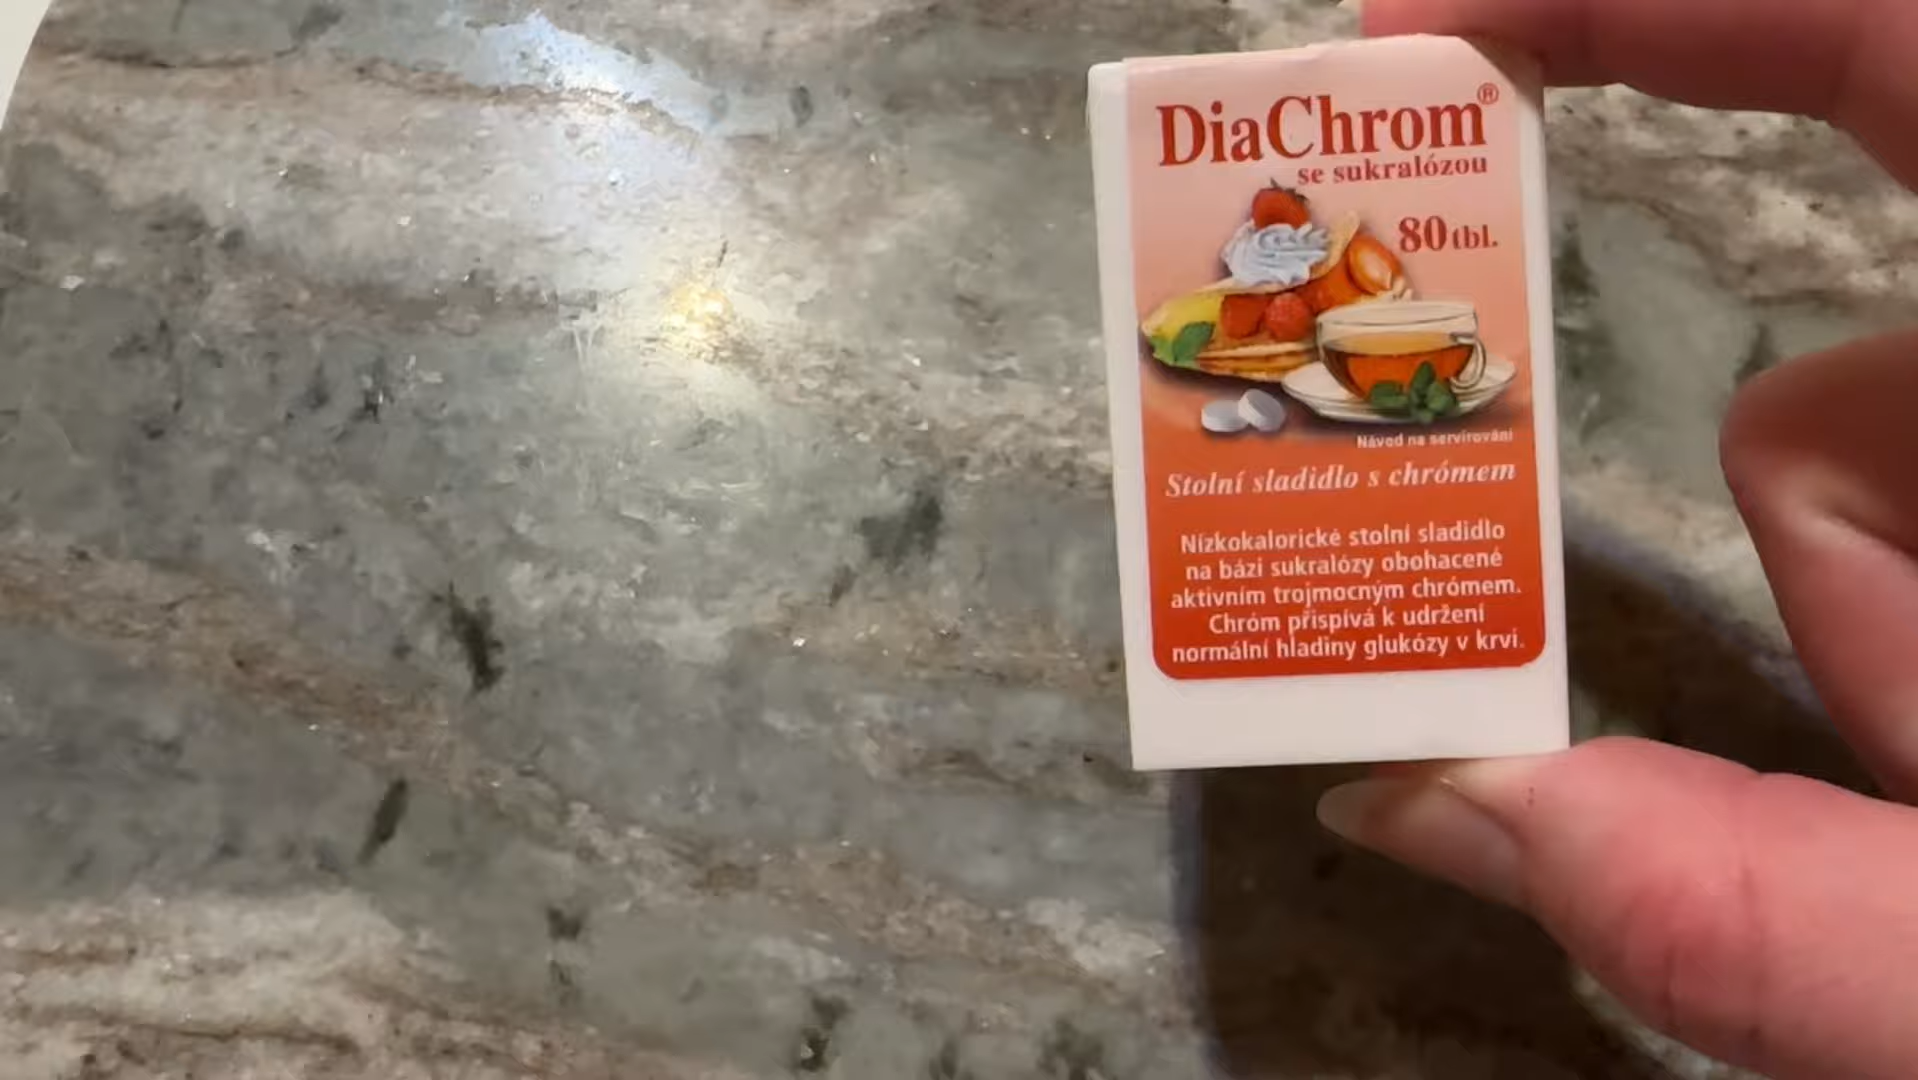 DiaChrom®
se sukralózou
80 tbl.
Návod na servírování
Stolní sladidlo s chrómem
Nízkokalorické stolní sladidlo
na bázi sukralózy obohacené
aktivním trojmocným chrómem.
Chróm přispívá k udržení
normální hladiny glukózy v krvi.